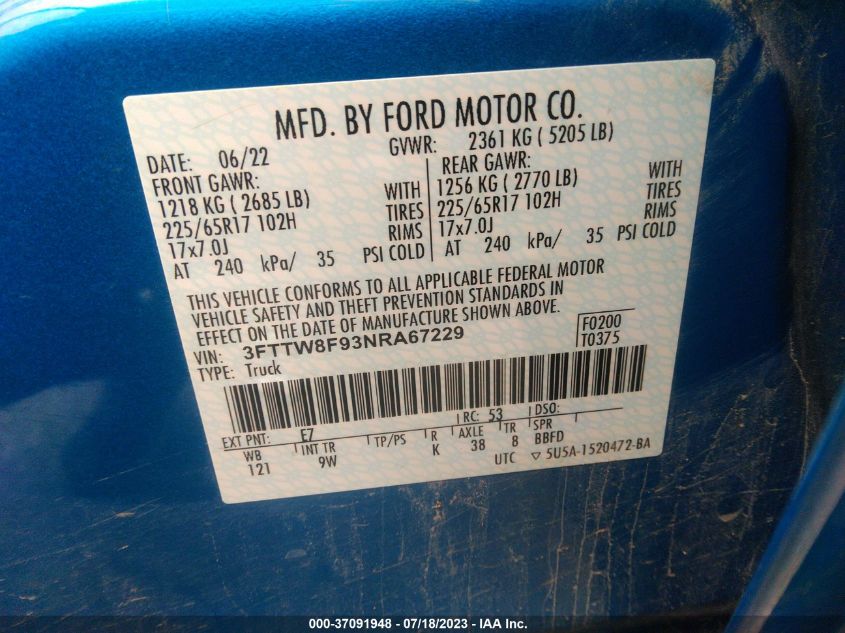 MFD. BY FORD MOTOR CO.
DATE: 06/22 GVWR: 2361 KG ( 5205 LB)
FRONT GAWR: REAR GAWR:
1218 KG ( 2685 LB) WITH 1256 KG ( 2770 LB) WITH
225/65R17 102H TIRES 225/65R17 102H TIRES
17x7.0J RIMS 17x7.0J RIMS
AT 240 kPa/ 35 PSI COLD AT 240 kPa/ 35 PSI COLD
THIS VEHICLE CONFORMS TO ALL APPLICABLE FEDERAL MOTOR
VEHICLE SAFETY AND THEFT PREVENTION STANDARDS IN
EFFECT ON THE DATE OF MANUFACTURE SHOWN ABOVE.
VIN: 3FTTW8F93NRA67229 F0200
TYPE: Truck T0375
EXT PNT: E7 RC: 53 DSO:
WB INT TR TP/PS R AXLE TR SPR
121 9W K 38 8 BBFD
UTC ▽ 5U5A-1520472-BA
000-37091948 - 07/18/2023 - IAA Inc.